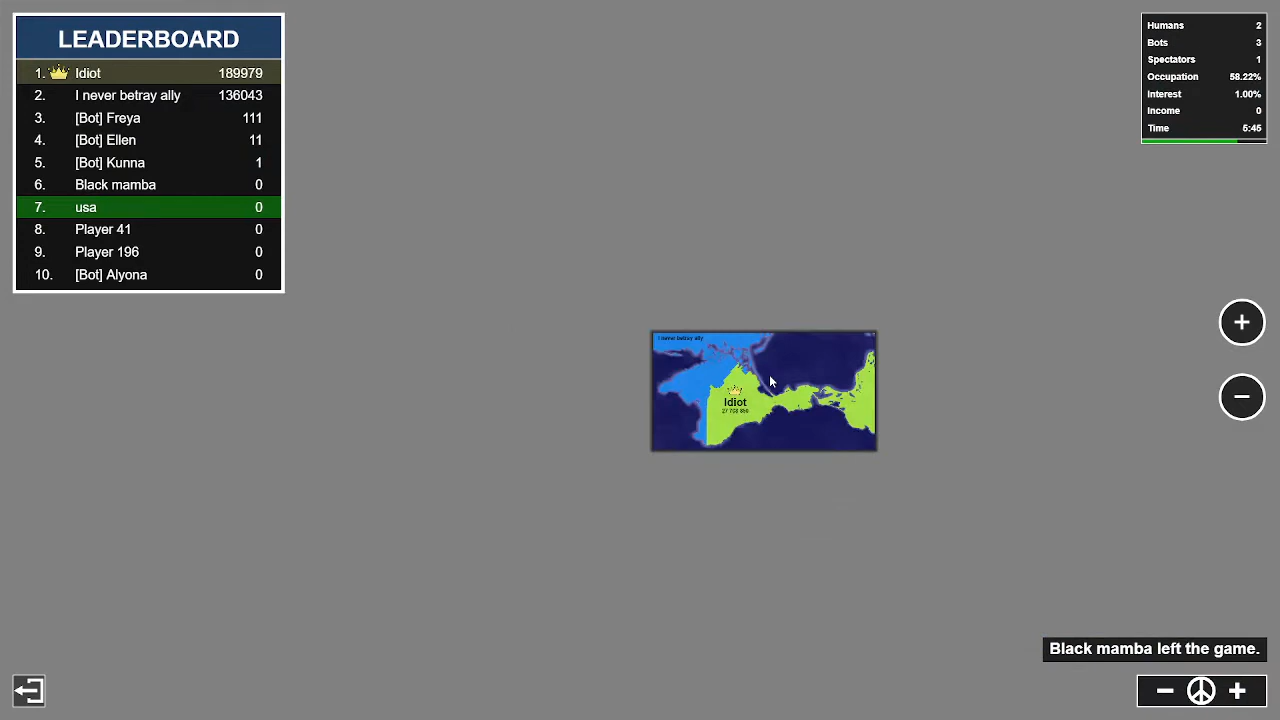 LEADERBOARD
1. Idiot 189979
2. I never betray ally 136043
3. [Bot] Freya 111
4. [Bot] Ellen 11
5. [Bot] Kunna 1
6. Black mamba 0
7. usa 0
8. Player 41 0
9. Player 196 0
10. [Bot] Alyona 0
Humans 2
Bots 3
Spectators 1
Occupation 58.22%
Interest 1.00%
Income 0
Time 5:45
I never betray ally
Idiot
Black mamba left the game.